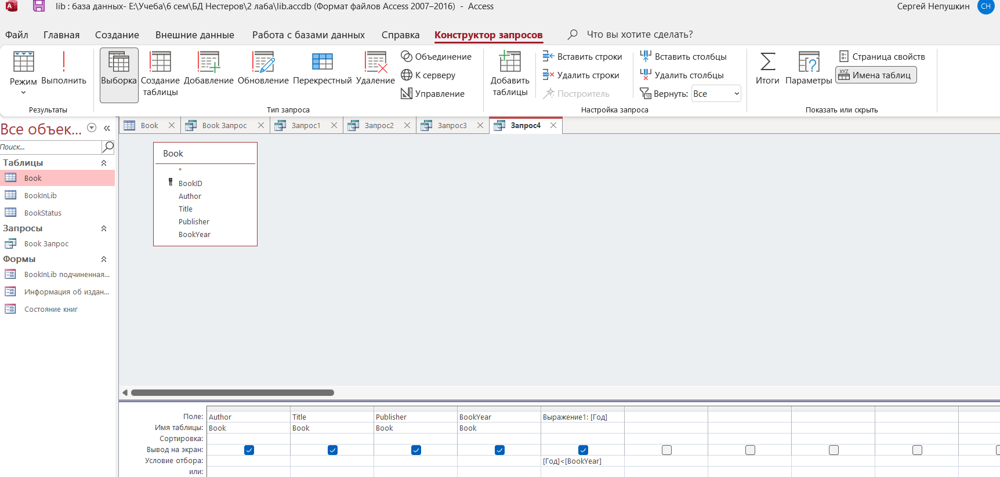 lib : база данных- E:\Учеба\6 сем\БД Нестеров\2 лаба\lib.accdb (Формат файлов Access 2007–2016) - Access
Сергей Непушкин
СН
Файл
Главная
Создание
Внешние данные
Работа с базами данных
Справка
Конструктор запросов
Что вы хотите сделать?
Режим
Выполнить
Результаты
Выборка
Создание таблицы
Добавление
Обновление
Перекрестный
Удаление
Объединение
К серверу
Управление
Тип запроса
Добавить таблицы
Вставить строки
Удалить строки
Построитель
Вставить столбцы
Удалить столбцы
Вернуть: Все
Настройка запроса
Итоги
Параметры
Страница свойств
Имена таблиц
Показать или скрыть
Все объек...
Поиск...
Таблицы
Book
BookInLib
BookStatus
Запросы
Book Запрос
Формы
BookInLib подчиненная...
Информация об издан...
Состояние книг
Book
Book Запрос
Запрос1
Запрос2
Запрос3
Запрос4
Book
*
BookID
Author
Title
Publisher
BookYear
Поле: Author Title Publisher BookYear Выражение1: [Год]
Имя таблицы: Book Book Book Book
Сортировка:
Вывод на экран:
Условие отбора: [Год]<[BookYear]
или: